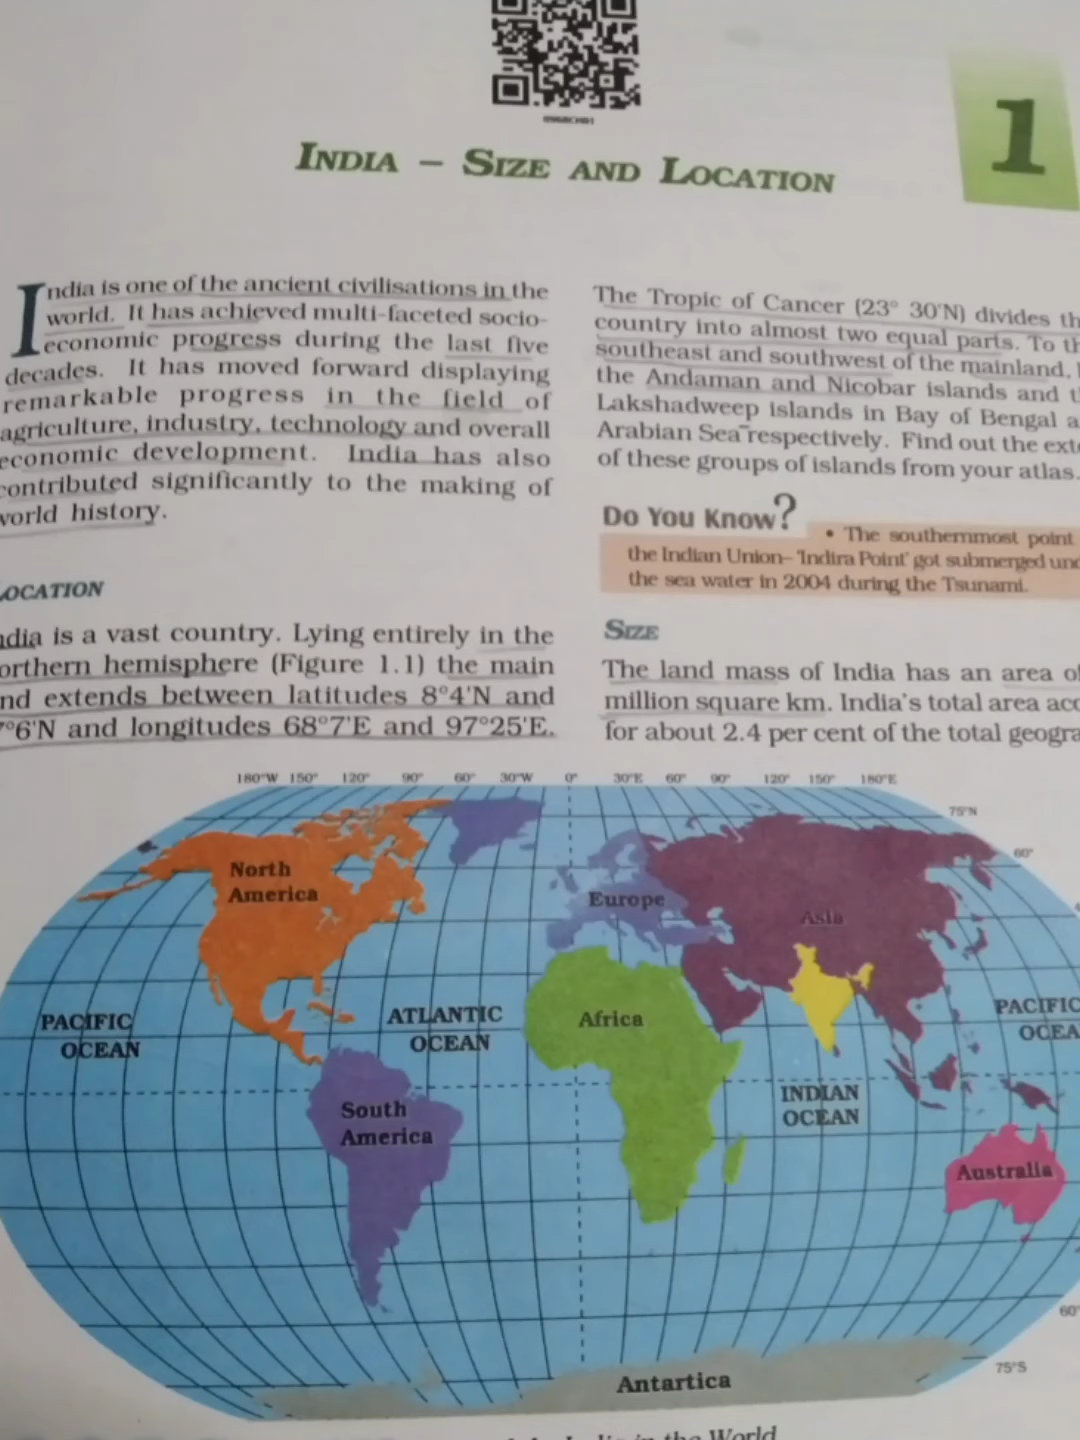 1
INDIA – SIZE AND LOCATION
India is one of the ancient civilisations in the
world. It has achieved multi-faceted socio-
economic progress during the last five
decades. It has moved forward displaying
remarkable progress in the field of
agriculture, industry, technology and overall
economic development. India has also
contributed significantly to the making of
world history.
LOCATION
India is a vast country. Lying entirely in the
northern hemisphere (Figure 1.1) the main
land extends between latitudes 8°4'N and
7°6'N and longitudes 68°7'E and 97°25'E.
The Tropic of Cancer (23° 30'N) divides th
country into almost two equal parts. To th
southeast and southwest of the mainland, l
the Andaman and Nicobar islands and t
Lakshadweep islands in Bay of Bengal a
Arabian Sea respectively. Find out the exte
of these groups of islands from your atlas.
Do You Know?
• The southernmost point
the Indian Union– 'Indira Point' got submerged und
the sea water in 2004 during the Tsunami.
SIZE
The land mass of India has an area of
million square km. India's total area acc
for about 2.4 per cent of the total geogra
180°W 150° 120° 90° 60° 30°W 0° 30°E 60° 90° 120° 150° 180°E
75°N
60°
North
America
Europe
Asia
PACIFIC
OCEAN
ATLANTIC
OCEAN
Africa
PACIFIC
OCEA
South
America
INDIAN
OCEAN
Australia
60°
75°S
Antartica
India in the World